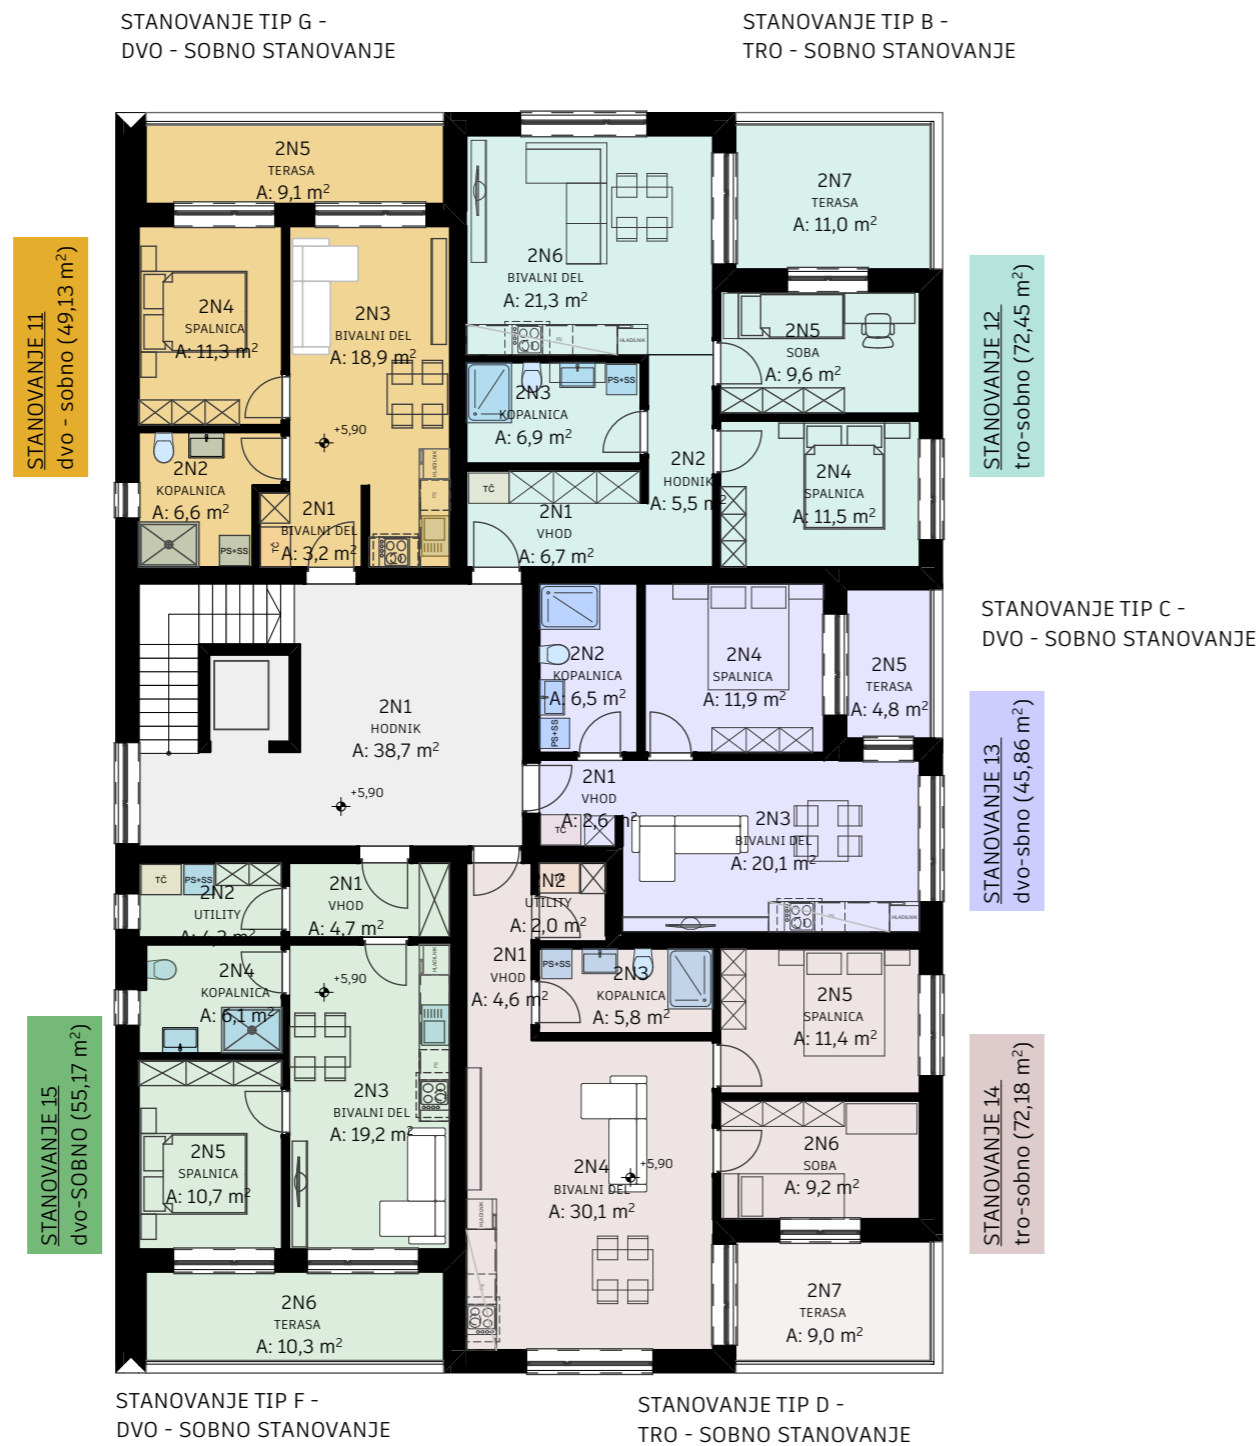 STANOVANJE TIP G -
DVO - SOBNO STANOVANJE
STANOVANJE TIP B -
TRO - SOBNO STANOVANJE
STANOVANJE 11
dvo - sobno (49,13 m²)
2N5
TERASA
A: 9,1 m²
2N4
SPALNICA
A: 11,3 m²
2N3
BIVALNI DEL
A: 18,9 m²
+5,90
HLADILNIK
PS
2N2
KOPALNICA
A: 6,6 m²
PS+SS
2N1
BIVALNI DEL
A: 3,2 m²
TČ
2N6
BIVALNI DEL
A: 21,3 m²
PS
HLADILNIK
2N7
TERASA
A: 11,0 m²
2N5
SOBA
A: 9,6 m²
2N3
KOPALNICA
A: 6,9 m²
PS+SS
2N2
HODNIK
A: 5,5 m²
2N4
SPALNICA
A: 11,5 m²
TČ
2N1
VHOD
A: 6,7 m²
STANOVANJE 12
tro-sobno (72,45 m²)
STANOVANJE TIP C -
DVO - SOBNO STANOVANJE
2N1
HODNIK
A: 38,7 m²
+5,90
2N2
KOPALNICA
A: 6,5 m²
PS+SS
2N4
SPALNICA
A: 11,9 m²
2N5
TERASA
A: 4,8 m²
2N1
VHOD
A: 2,6 m²
TČ
2N3
BIVALNI DEL
A: 20,1 m²
HLADILNIK
STANOVANJE 13
dvo-sbno (45,86 m²)
TČ
PS+SS
2N2
UTILITY
2N1
VHOD
A: 4,7 m²
2N4
KOPALNICA
A: 6,1 m²
+5,90
HLADILNIK
PS
2N3
BIVALNI DEL
A: 19,2 m²
2N5
SPALNICA
A: 10,7 m²
2N6
TERASA
A: 10,3 m²
STANOVANJE 15
dvo-SOBNO (55,17 m²)
2N2
UTILITY
A: 2,0 m²
2N1
VHOD
A: 4,6 m²
PS+SS
2N3
KOPALNICA
A: 5,8 m²
2N5
SPALNICA
A: 11,4 m²
2N4
BIVALNI DEL
A: 30,1 m²
+5,90
HLADILNIK
PS
2N6
SOBA
A: 9,2 m²
2N7
TERASA
A: 9,0 m²
STANOVANJE 14
tro-sobno (72,18 m²)
STANOVANJE TIP F -
DVO - SOBNO STANOVANJE
STANOVANJE TIP D -
TRO - SOBNO STANOVANJE